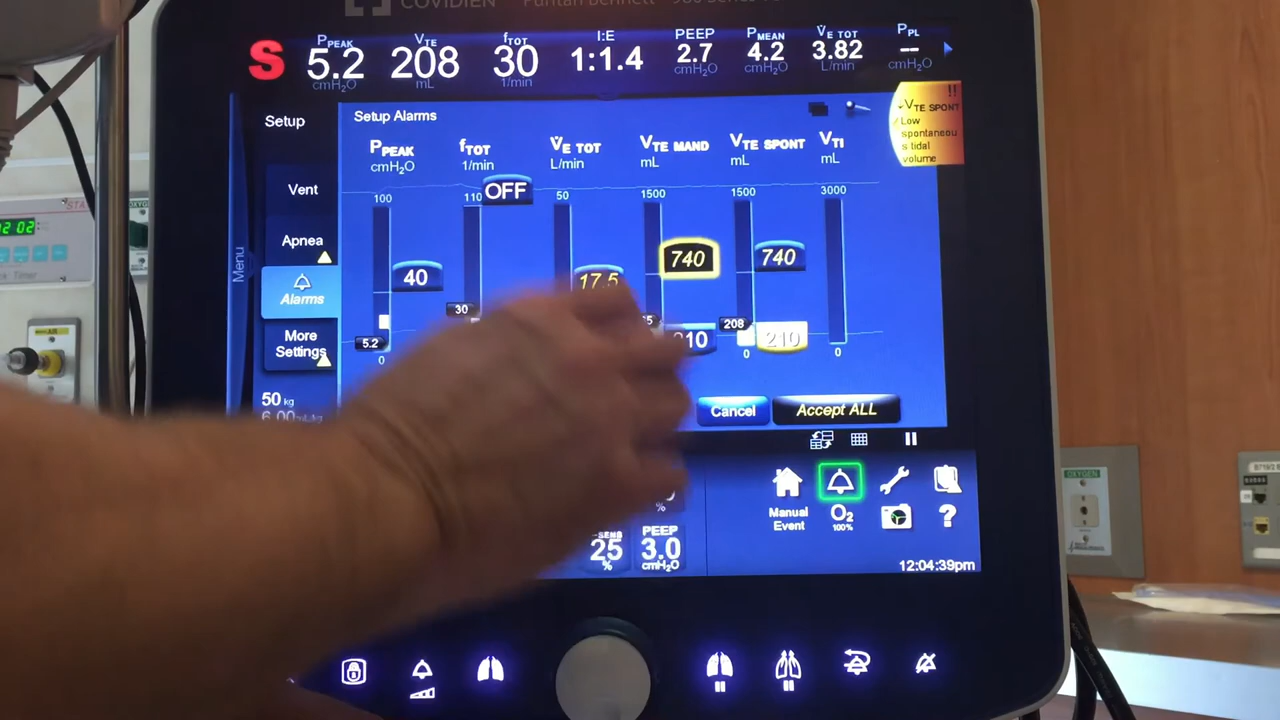 COVIDIEN Puritan Bennett
S
PPEAK VTE fTOT I:E PEEP PMEAN V̇E TOT PPL
5.2 208 30 1:1.4 2.7 4.2 3.82 --
cmH2O mL 1/min cmH2O cmH2O L/min cmH2O
!!
VTE SPONT
Low
spontaneou
s tidal
volume
Menu
Setup
Vent
Apnea
Alarms
More
Settings
50 kg
Setup Alarms
PPEAK fTOT V̇E TOT VTE MAND VTE SPONT VTI
cmH2O 1/min L/min mL mL mL
100 110 50 1500 1500 3000
OFF
40 17.5 740 740
5.2 30 208
210
0 0 0
Cancel Accept ALL
Manual
Event
O2
100%
?
%
25
%
PEEP
3.0
cmH2O
12:04:39pm
OXYGEN